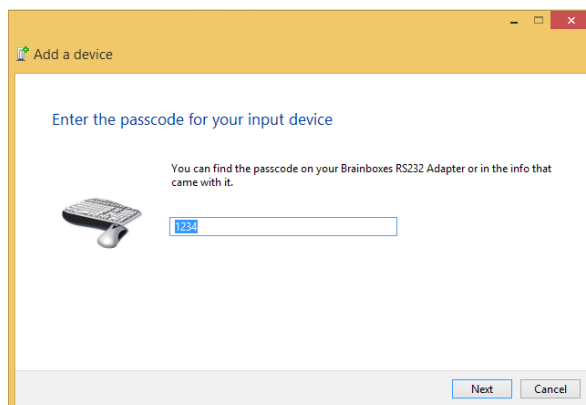 Add a device
Enter the passcode for your input device
You can find the passcode on your Brainboxes RS232 Adapter or in the info that
came with it.
1234
Next Cancel